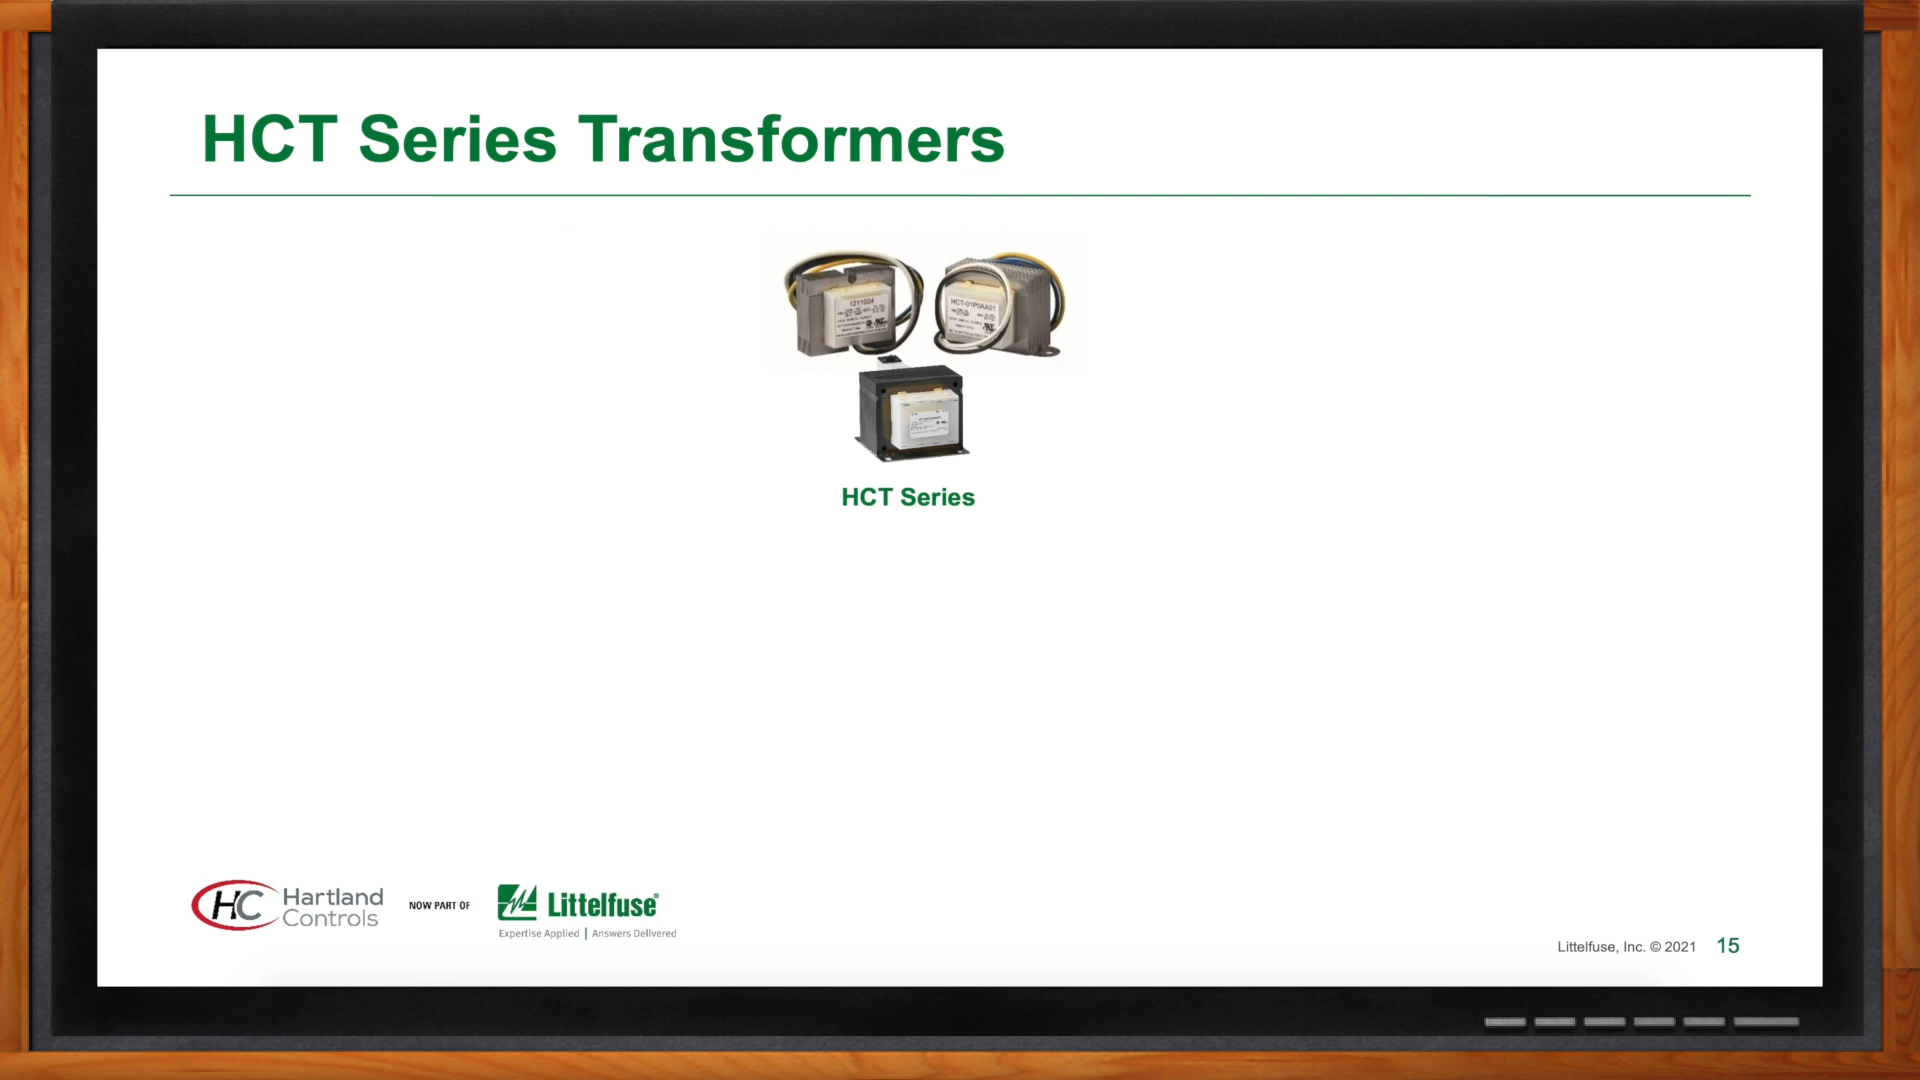 HCT Series Transformers
1211024
HCT-01P0AA01
HCT Series
HC
Hartland
Controls
NOW PART OF
Littelfuse®
Expertise Applied | Answers Delivered
Littelfuse, Inc. © 2021 15